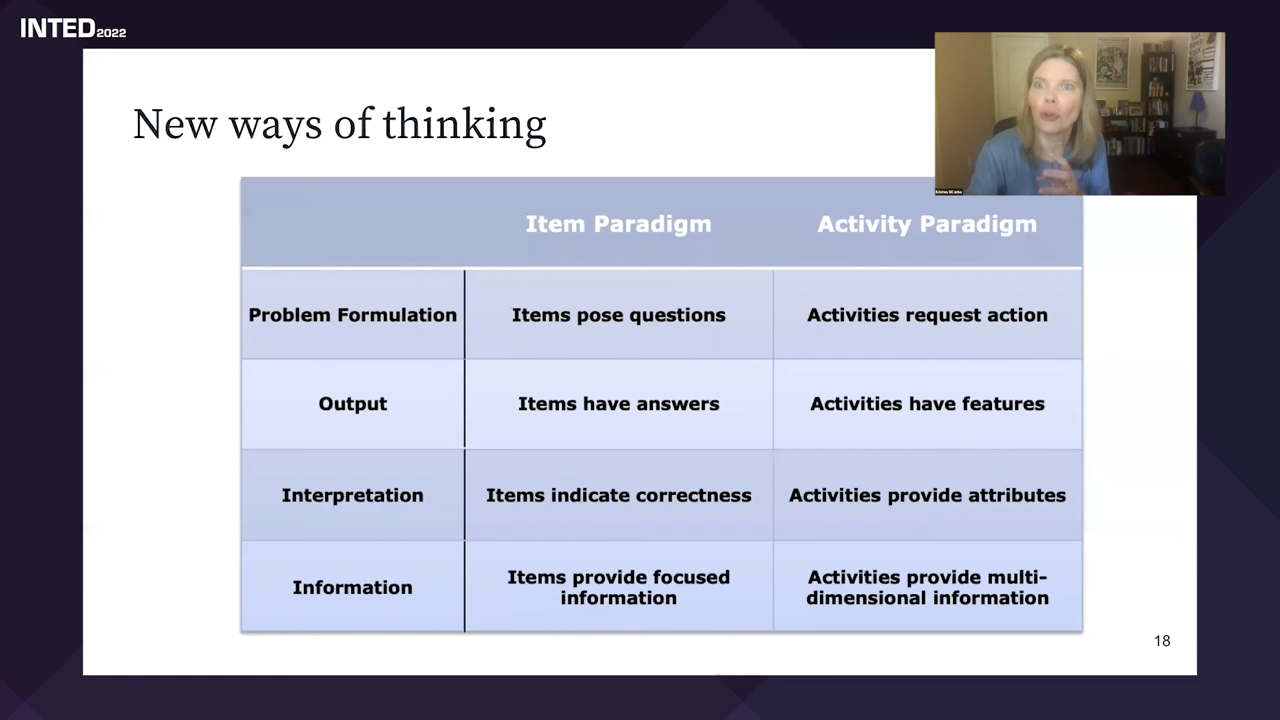 INTED2022
New ways of thinking
Item Paradigm
Activity Paradigm
Problem Formulation
Items pose questions
Activities request action
Output
Items have answers
Activities have features
Interpretation
Items indicate correctness
Activities provide attributes
Information
Items provide focused
information
Activities provide multi-
dimensional information
18